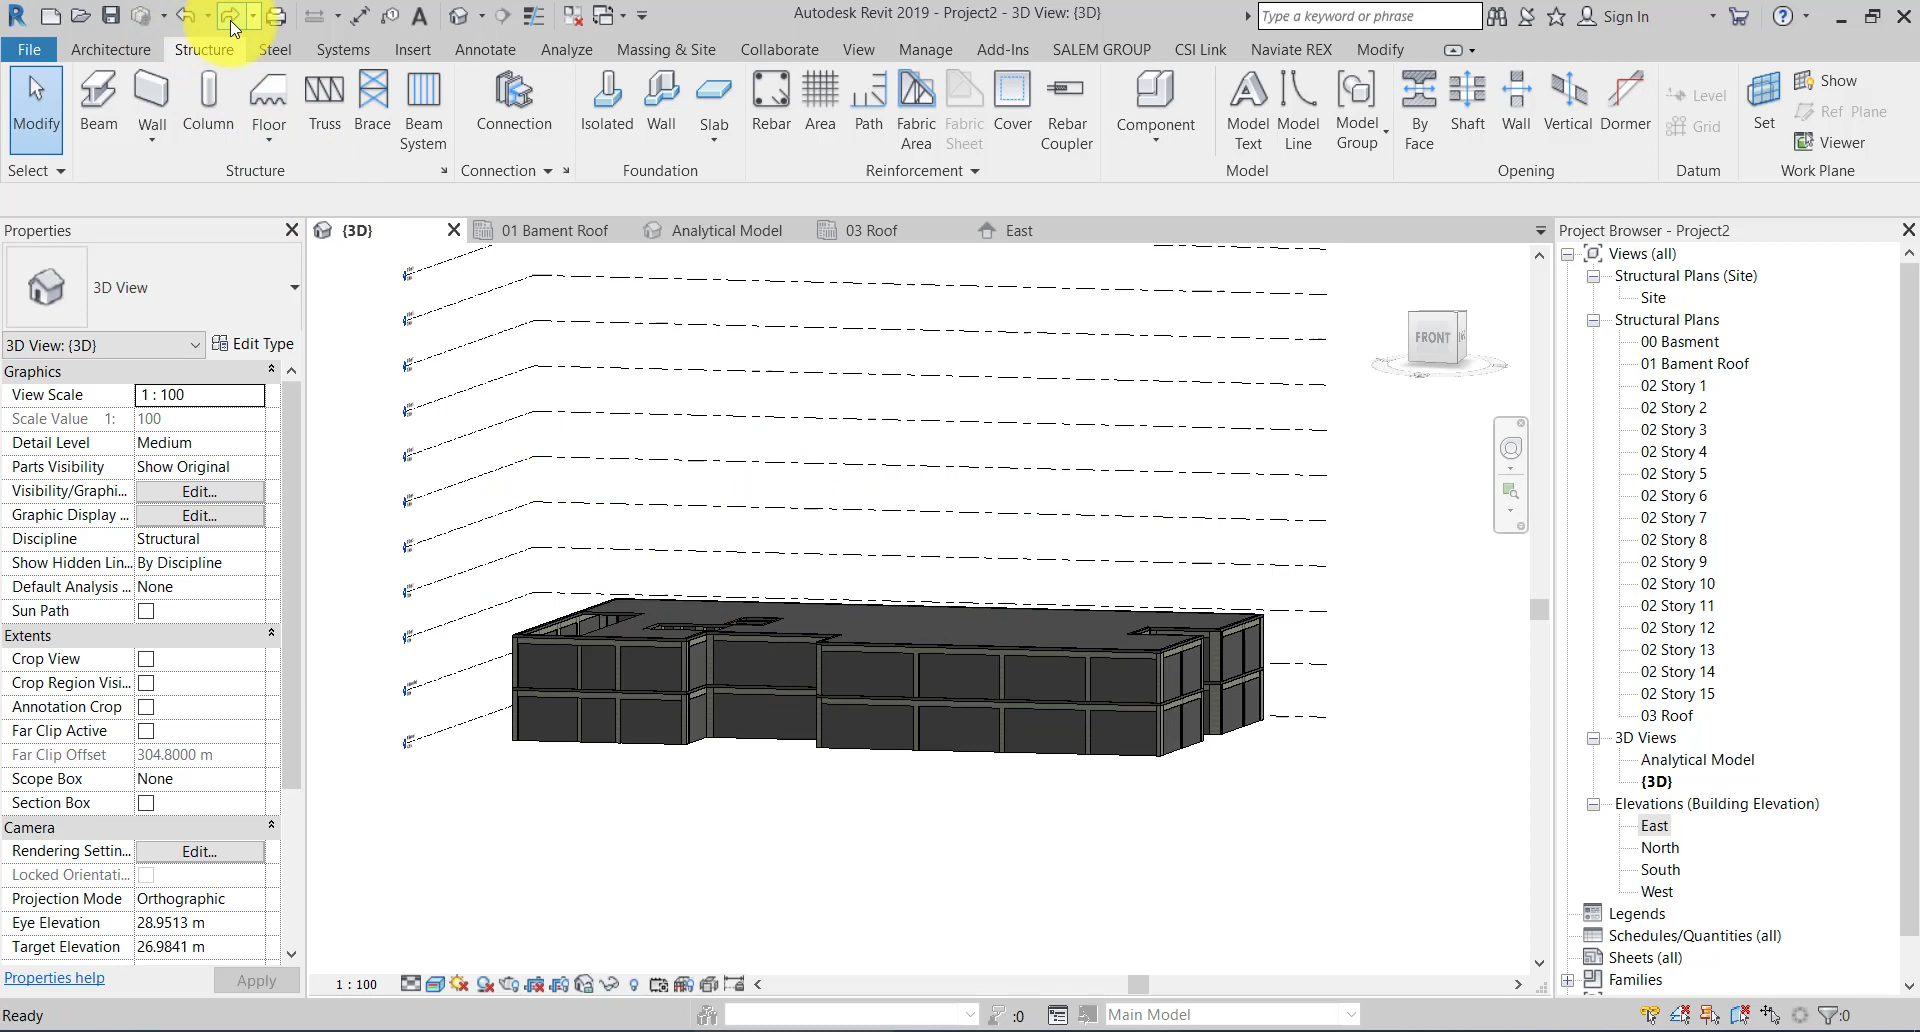 Autodesk Revit 2019 - Project2 - 3D View: {3D}
Type a keyword or phrase
Sign In
File
Architecture
Structure
Steel
Systems
Insert
Annotate
Analyze
Massing & Site
Collaborate
View
Manage
Add-Ins
SALEM GROUP
CSI Link
Naviate REX
Modify
Modify
Beam
Wall
Column
Floor
Truss
Brace
Beam
System
Connection
Isolated
Wall
Slab
Rebar
Area
Path
Fabric
Area
Fabric
Sheet
Cover
Rebar
Coupler
Component
Model
Text
Model
Line
Model
Group
By
Face
Shaft
Wall
Vertical
Dormer
Level
Grid
Set
Show
Ref Plane
Viewer
Select
Structure
Connection
Foundation
Reinforcement
Model
Opening
Datum
Work Plane
Properties
3D View
3D View: {3D}
Edit Type
Graphics
View Scale
1 : 100
Scale Value 1:
100
Detail Level
Medium
Parts Visibility
Show Original
Visibility/Graphi...
Edit...
Graphic Display ...
Edit...
Discipline
Structural
Show Hidden Lin...
By Discipline
Default Analysis ...
None
Sun Path
Extents
Crop View
Crop Region Visi...
Annotation Crop
Far Clip Active
Far Clip Offset
304.8000 m
Scope Box
None
Section Box
Camera
Rendering Settin...
Edit...
Locked Orientati...
Projection Mode
Orthographic
Eye Elevation
28.9513 m
Target Elevation
26.9841 m
Properties help
Apply
{3D}
01 Bament Roof
Analytical Model
03 Roof
East
FRONT
1 : 100
Project Browser - Project2
Views (all)
Structural Plans (Site)
Site
Structural Plans
00 Basment
01 Bament Roof
02 Story 1
02 Story 2
02 Story 3
02 Story 4
02 Story 5
02 Story 6
02 Story 7
02 Story 8
02 Story 9
02 Story 10
02 Story 11
02 Story 12
02 Story 13
02 Story 14
02 Story 15
03 Roof
3D Views
Analytical Model
{3D}
Elevations (Building Elevation)
East
North
South
West
Legends
Schedules/Quantities (all)
Sheets (all)
Families
Ready
:0
Main Model
:0